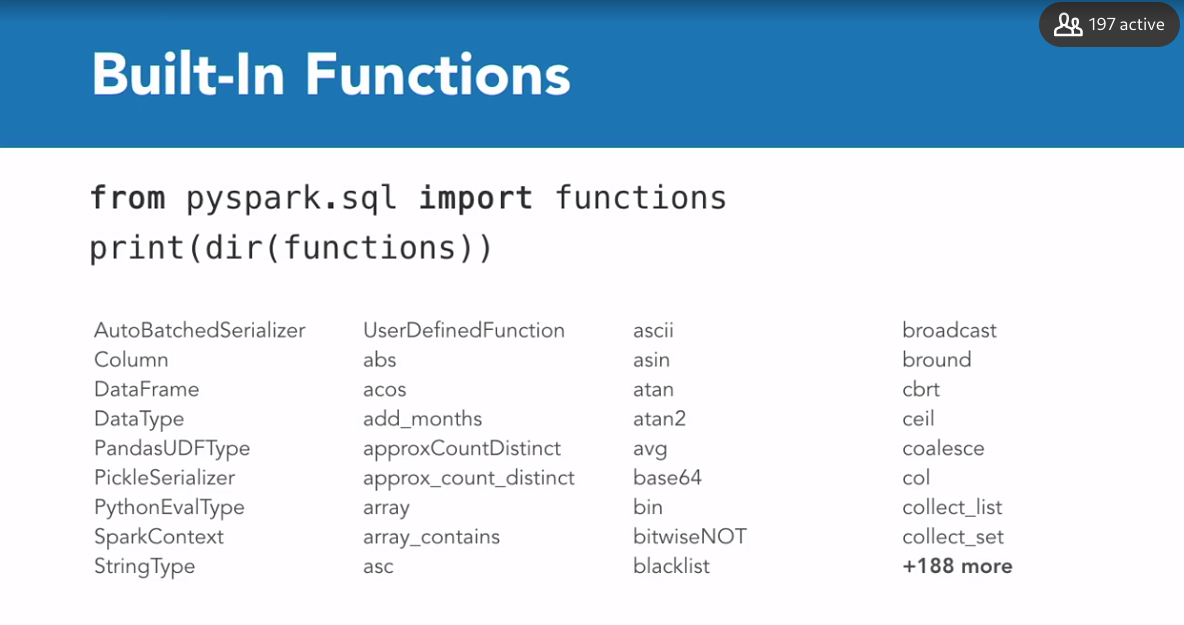 197 active
Built-In Functions
from pyspark.sql import functions
print(dir(functions))
AutoBatchedSerializer
Column
DataFrame
DataType
PandasUDFType
PickleSerializer
PythonEvalType
SparkContext
StringType
UserDefinedFunction
abs
acos
add_months
approxCountDistinct
approx_count_distinct
array
array_contains
asc
ascii
asin
atan
atan2
avg
base64
bin
bitwiseNOT
blacklist
broadcast
bround
cbrt
ceil
coalesce
col
collect_list
collect_set
+188 more